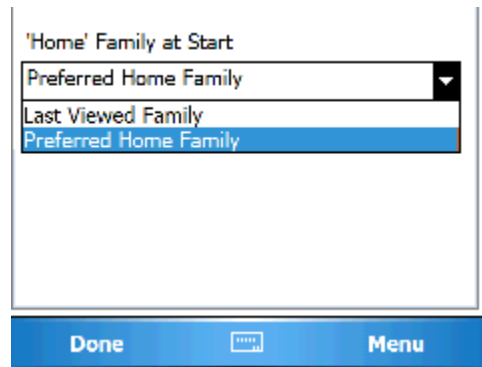 'Home' Family at Start
Preferred Home Family
Last Viewed Family
Preferred Home Family
Done
Menu